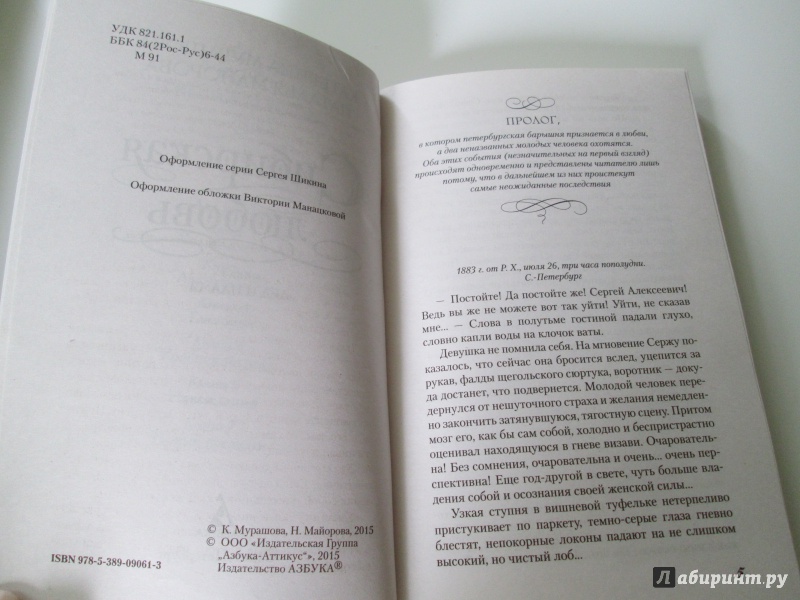 УДК 821.161.1
ББК 84(2Рос-Рус)6-44
М 91
Оформление серии Сергея Шикина
Оформление обложки Виктории Манацковой
© К. Мурашова, Н. Майорова, 2015
© ООО «Издательская Группа
„Азбука-Аттикус“, 2015
Издательство АЗБУКА®
ISBN 978-5-389-09061-3
ПРОЛОГ,
в котором петербургская барышня признается в любви,
а два неназванных молодых человека охотятся.
Оба этих события (незначительных на первый взгляд)
происходят одновременно и представлены читателю лишь
потому, что в дальнейшем из них проистекут
самые неожиданные последствия
1883 г. от Р. Х., июля 26, три часа пополудни.
С.-Петербург
— Постойте! Да постойте же! Сергей Алексеевич!
Ведь вы же не можете вот так уйти! Уйти, не сказав
мне... — Слова в полутьме гостиной падали глухо,
словно капли воды на клочок ваты.
Девушка не помнила себя. На мгновение Сержу по-
казалось, что сейчас она бросится вслед, уцепится за
рукав, фалды щегольского сюртука, воротник — доку-
да достанет, что подвернется. Молодой человек пере-
дернулся от нешуточного страха и желания немедлен-
но закончить затянувшуюся, тягостную сцену. Притом
мозг его, как бы сам собой, холодно и беспристрастно
оценивал находящуюся в гневе визави. Очарователь-
на! Без сомнения, очаровательна и очень... очень пер-
спективна! Еще год-другой в свете, чуть больше вла-
дения собой и осознания своей женской силы...
Узкая ступня в вишневой туфельке нетерпеливо
пристукивает по паркету, темно-серые глаза гневно
блестят, непокорные локоны падают на не слишком
высокий, но чистый лоб...
5
Лабиринт.ру